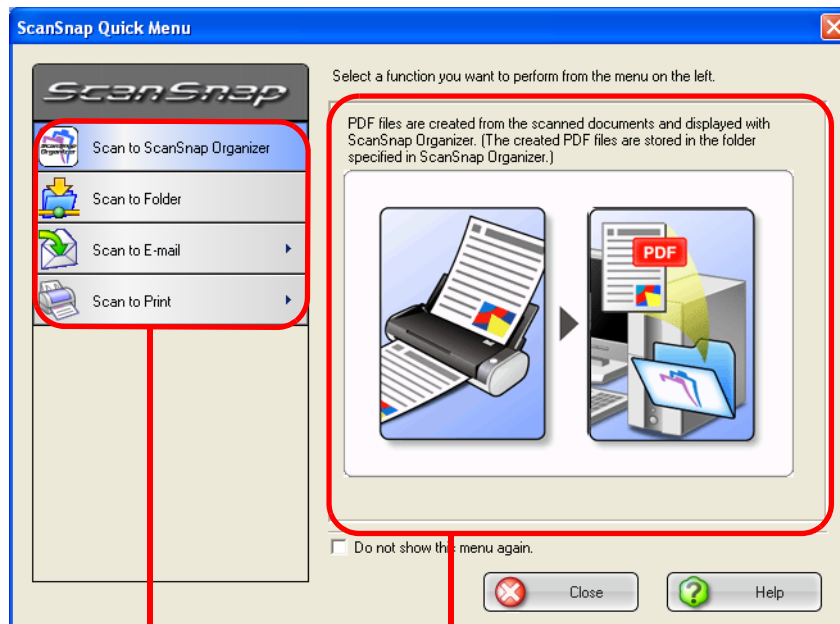 ScanSnap Quick Menu
ScanSnap
Scan to ScanSnap Organizer
Scan to Folder
Scan to E-mail
Scan to Print
Select a function you want to perform from the menu on the left.
PDF files are created from the scanned documents and displayed with
ScanSnap Organizer. (The created PDF files are stored in the folder
specified in ScanSnap Organizer.)
PDF
Do not show this menu again.
Close
Help